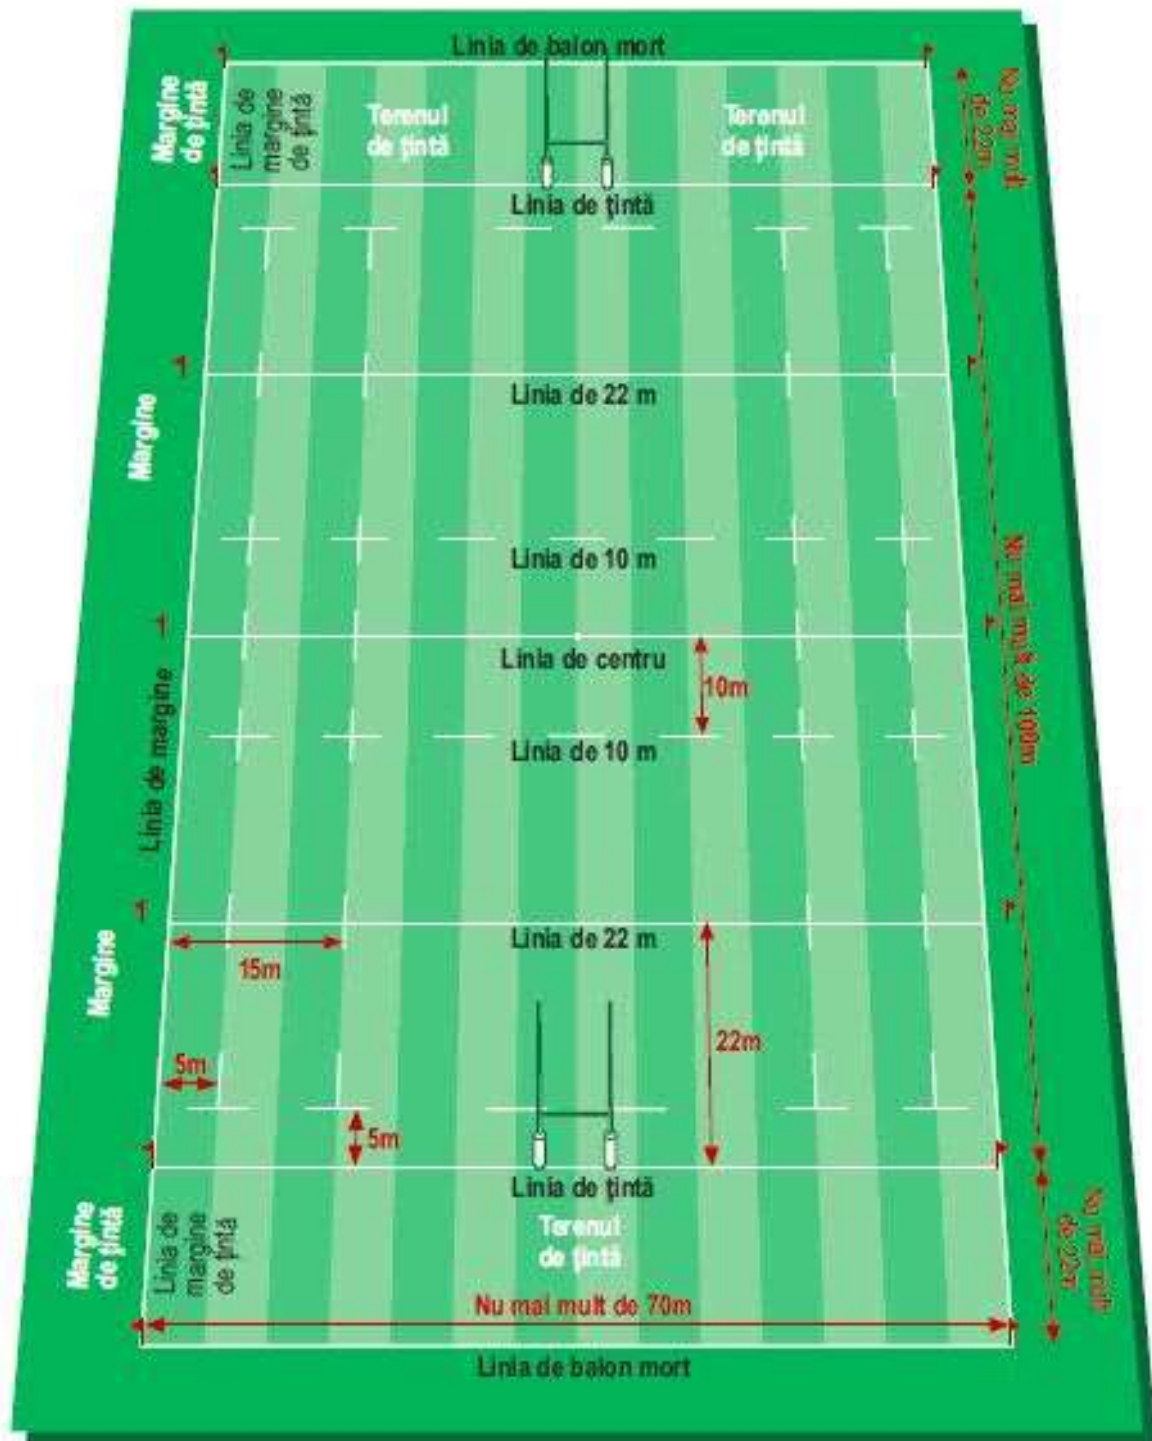 Linia de balon mort
Margine
de țintă
Linia de
margine
de țintă
Terenul
de țintă
Terenul
de țintă
Nu mai mult
de 22m
Linia de țintă
Linia de 22 m
Margine
Linia de 10 m
Nu mai mult de 100m
Linia de centru
10m
Linia de margine
Linia de 10 m
Linia de 22 m
15m
Margine
22m
5m
5m
Linia de țintă
Margine
de țintă
Linia de
margine
de țintă
Terenul
de țintă
Nu mai mult
de 22m
Nu mai mult de 70m
Linia de balon mort